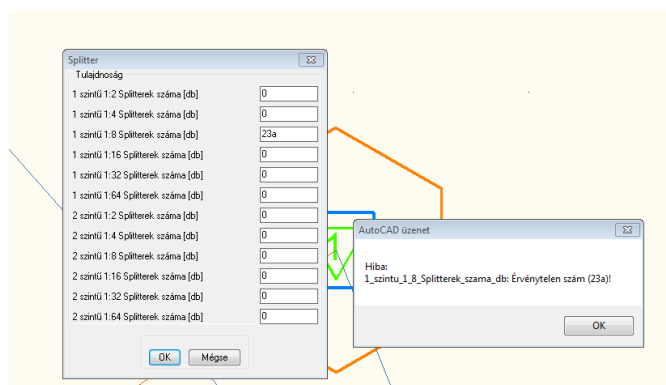 Splitter
Tulajdnoság
1 szintű 1:2 Splitterek száma [db] 0
1 szintű 1:4 Splitterek száma [db] 0
1 szintű 1:8 Splitterek száma [db] 23a
1 szintű 1:16 Splitterek száma [db] 0
1 szintű 1:32 Splitterek száma [db] 0
1 szintű 1:64 Splitterek száma [db] 0
2 szintű 1:2 Splitterek száma [db] 0
2 szintű 1:4 Splitterek száma [db] 0
2 szintű 1:8 Splitterek száma [db] 0
2 szintű 1:16 Splitterek száma [db] 0
2 szintű 1:32 Splitterek száma [db] 0
2 szintű 1:64 Splitterek száma [db] 0
OK Mégse
AutoCAD üzenet
Hiba:
1_szintu_1_8_Splitterek_szama_db: Érvénytelen szám (23a)!
OK